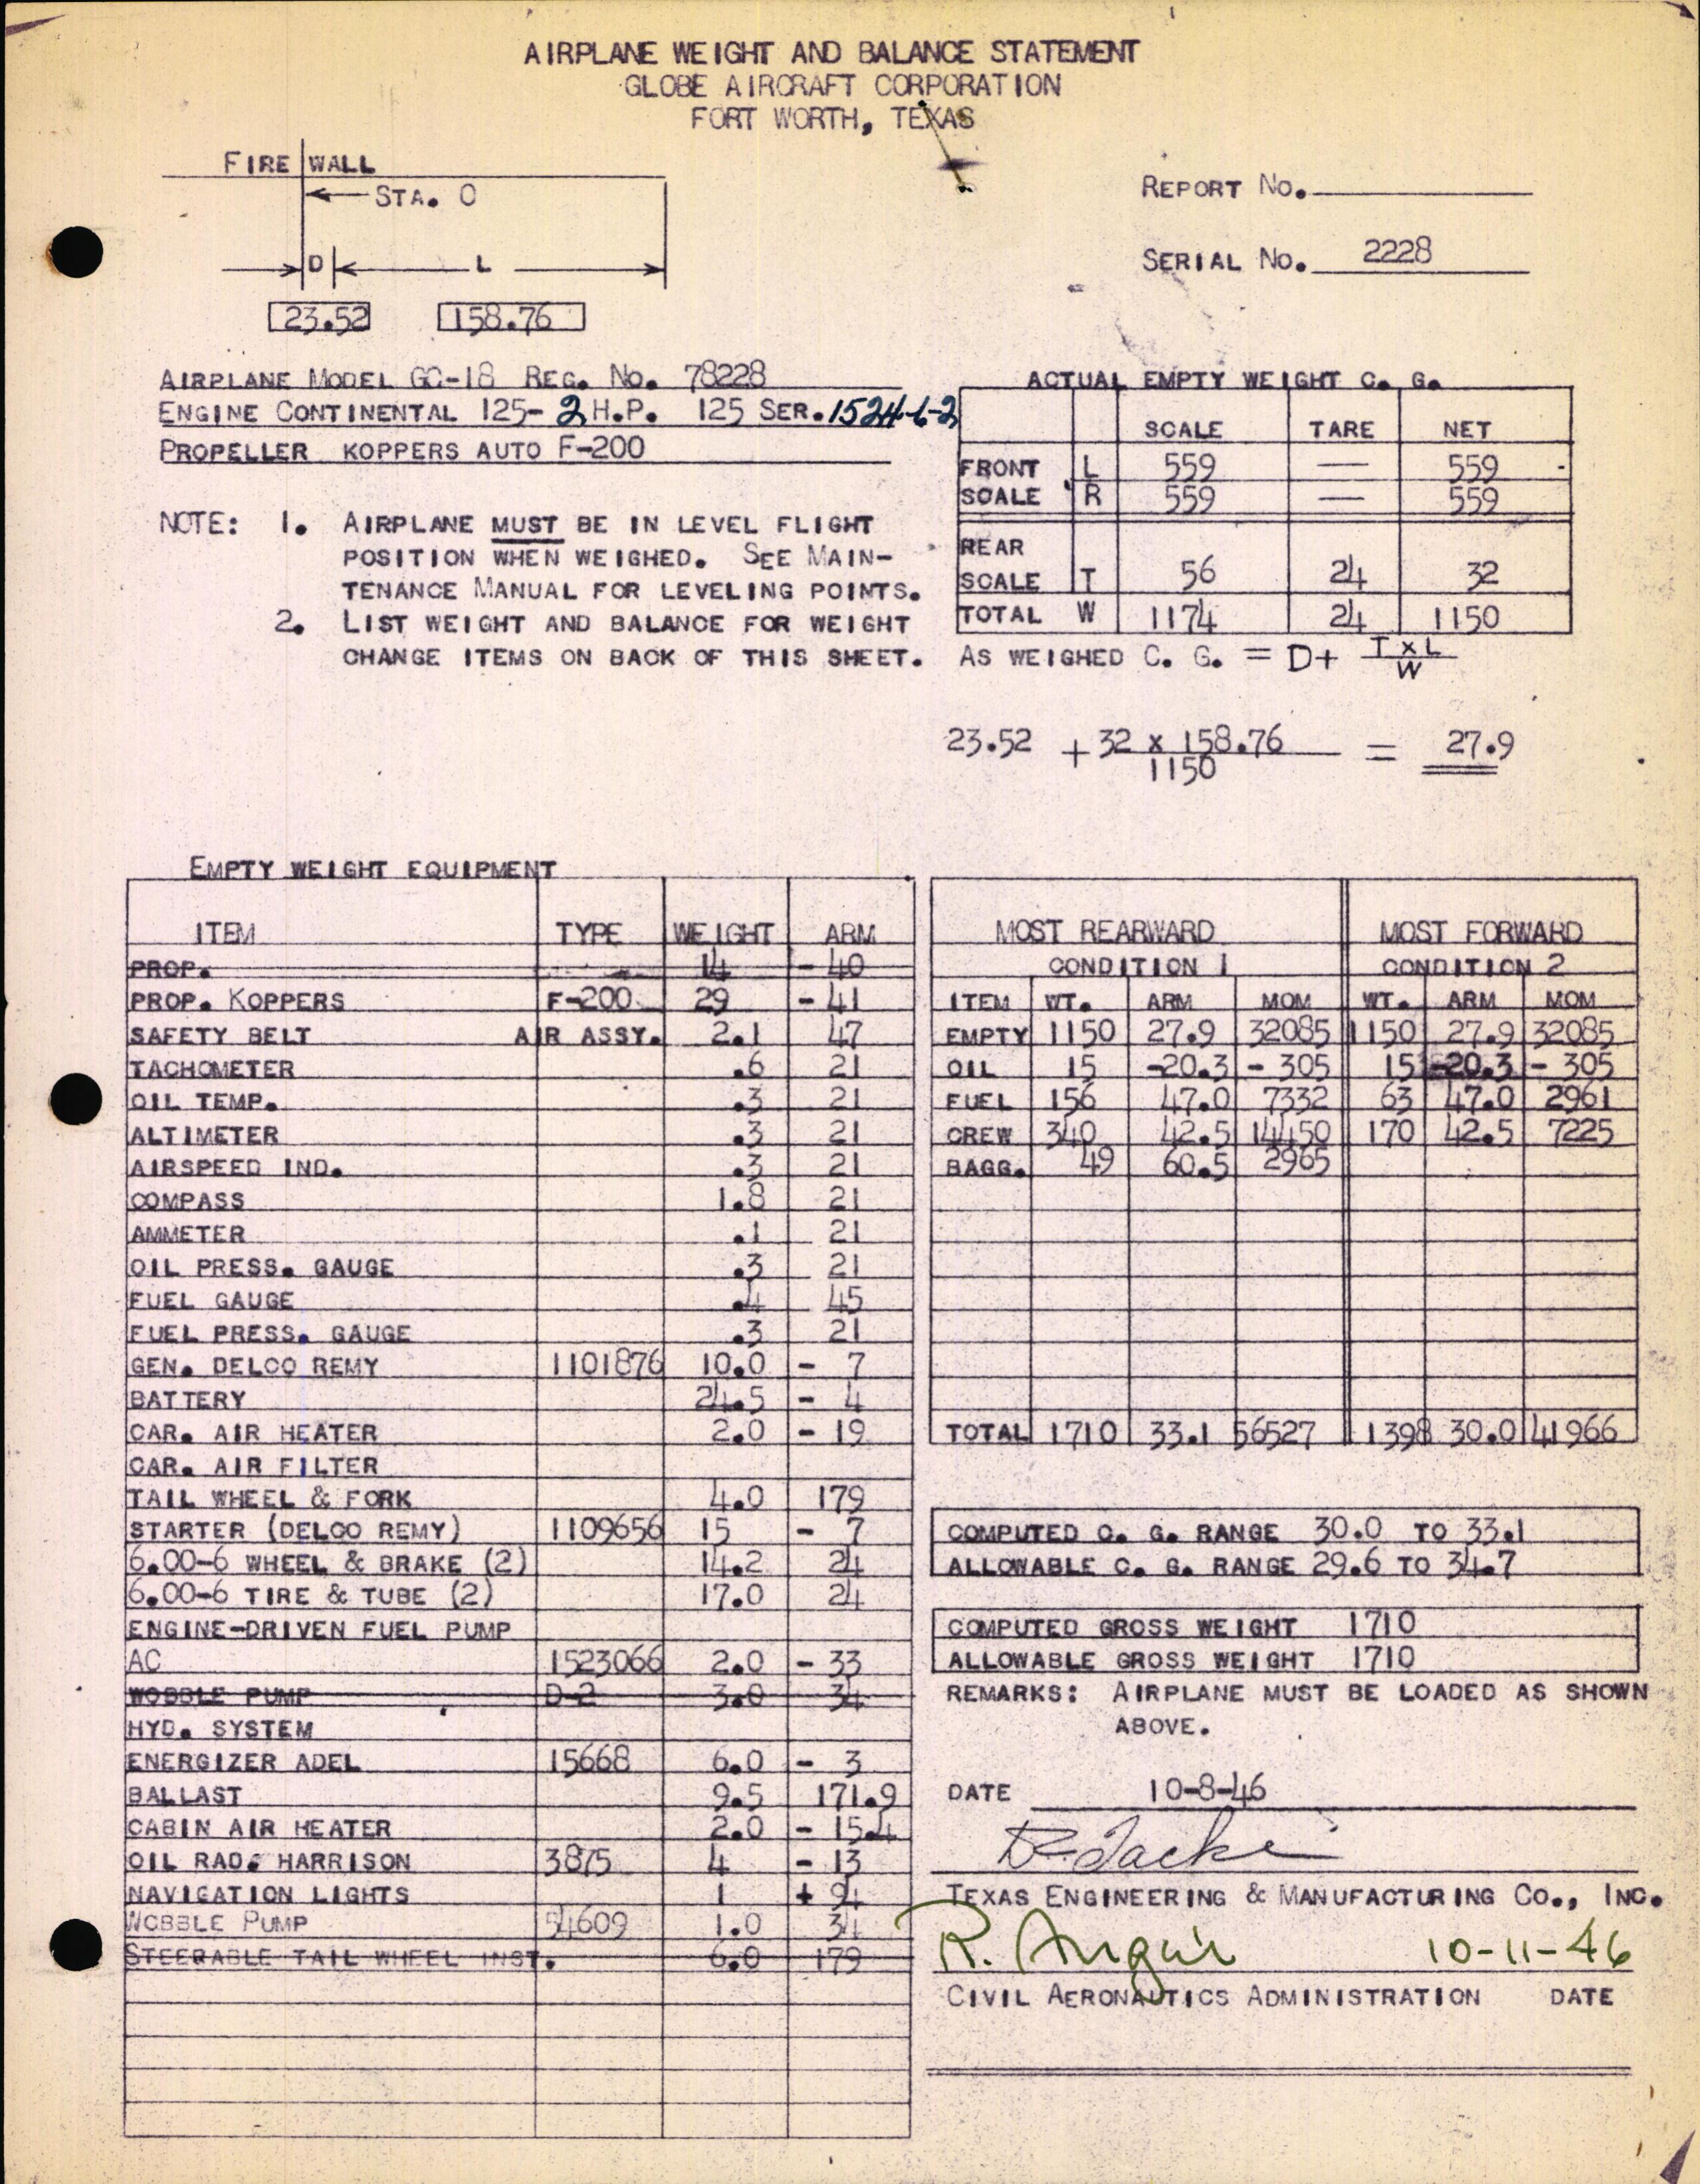 AIRPLANE WEIGHT AND BALANCE STATEMENT
GLOBE AIRCRAFT CORPORATION
FORT WORTH, TEXAS
FIRE WALL
STA. 0
D L
23.52 158.76
REPORT NO.
SERIAL NO. 2228
AIRPLANE MODEL GC-1B REG. NO. 78228
ENGINE CONTINENTAL 125-2 H.P. 125 SER. 1524-6-2
PROPELLER KOPPERS AUTO F-200
NOTE: 1. AIRPLANE MUST BE IN LEVEL FLIGHT
POSITION WHEN WEIGHED. SEE MAIN-
TENANCE MANUAL FOR LEVELING POINTS.
2. LIST WEIGHT AND BALANCE FOR WEIGHT
CHANGE ITEMS ON BACK OF THIS SHEET.
ACTUAL EMPTY WEIGHT C. G.
SCALE TARE NET
FRONT L 559 — 559
SCALE R 559 — 559
REAR
SCALE T 56 24 32
TOTAL W 1174 24 1150
AS WEIGHED C. G. = D+ T x L
W
23.52 + 32 x 158.76 = 27.9
1150
EMPTY WEIGHT EQUIPMENT
ITEM TYPE WEIGHT ARM
PROP. 14 - 40
PROP. KOPPERS F-200 29 - 41
SAFETY BELT AIR ASSY. 2.1 47
TACHOMETER .6 21
OIL TEMP. .3 21
ALTIMETER .3 21
AIRSPEED IND. .3 21
COMPASS 1.8 21
AMMETER .1 21
OIL PRESS. GAUGE .3 21
FUEL GAUGE .4 45
FUEL PRESS. GAUGE .3 21
GEN. DELCO REMY 1101876 10.0 - 7
BATTERY 24.5 - 4
CAR. AIR HEATER 2.0 - 19
CAR. AIR FILTER
TAIL WHEEL & FORK 4.0 179
STARTER (DELCO REMY) 1109656 15 - 7
6.00-6 WHEEL & BRAKE (2) 14.2 24
6.00-6 TIRE & TUBE (2) 17.0 24
ENGINE-DRIVEN FUEL PUMP
AC 1523066 2.0 - 33
WOBBLE PUMP D-2 3.0 34
HYD. SYSTEM
ENERGIZER ADEL 15668 6.0 - 3
BALLAST 9.5 171.9
CABIN AIR HEATER 2.0 - 15.4
OIL RAD. HARRISON 3875 4 - 13
NAVIGATION LIGHTS 1 + 94
WOBBLE PUMP 54609 1.0 34
STEERABLE TAIL WHEEL INST. 6.0 179
MOST REARWARD MOST FORWARD
CONDITION 1 CONDITION 2
ITEM WT. ARM MOM WT. ARM MOM
EMPTY 1150 27.9 32085 1150 27.9 32085
OIL 15 -20.3 - 305 15 -20.3 - 305
FUEL 156 47.0 7332 63 47.0 2961
CREW 340 42.5 14450 170 42.5 7225
BAGG. 49 60.5 2965
TOTAL 1710 33.1 56527 1398 30.0 41966
COMPUTED C. G. RANGE 30.0 TO 33.1
ALLOWABLE C. G. RANGE 29.6 TO 34.7
COMPUTED GROSS WEIGHT 1710
ALLOWABLE GROSS WEIGHT 1710
REMARKS: AIRPLANE MUST BE LOADED AS SHOWN
ABOVE.
DATE 10-8-46
TEXAS ENGINEERING & MANUFACTURING CO., INC.
R. 10-11-46
CIVIL AERONAUTICS ADMINISTRATION DATE